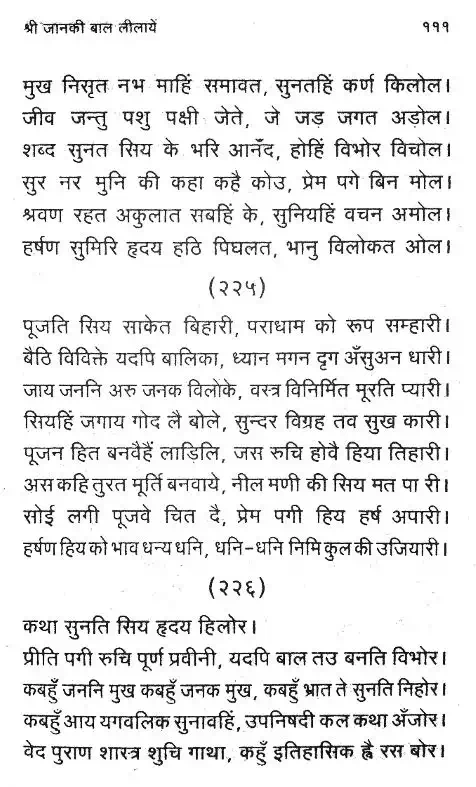 श्री जानकी बाल लीलायें १११
मुख निसृत नभ माहिं समावत, सुनतहिं कर्ण किलोल।
जीव जन्तु पशु पक्षी जेते, जे जड़ जगत अड़ोल।
शब्द सुनत सिय के भरि आनँद, होहिं विभोर विचोल।
सुर नर मुनि की कहा कहै कोउ, प्रेम पगे बिन मोल।
श्रवण रहत अकुलात सबहिं के, सुनियहिं वचन अमोल।
हर्षण सुमिरि हृदय हठि पिघलत, भानु विलोकत ओल।
(२२५)
पूजति सिय साकेत बिहारी, पराधाम को रूप सम्हारी।
बैठि विविक्ते यदपि बालिका, ध्यान मगन दृग अँसुअन धारी।
जाय जननि अरु जनक विलोके, वस्त्र विनिर्मित मूरति प्यारी।
सियहिं जगाय गोद लै बोले, सुन्दर विग्रह तव सुख कारी।
पूजन हित बनवैहैं लाड़िलि, जस रुचि होवै हिया तिहारी।
अस कहि तुरत मूर्ति बनवाये, नील मणी की सिय मत पा री।
सोई लगी पूजवे चित दै, प्रेम पगी हिय हर्ष अपारी।
हर्षण हिय को भाव धन्य धनि, धनि-धनि निमि कुल की उजियारी।
(२२६)
कथा सुनति सिय हृदय हिलोर।
प्रीति पगी रुचि पूर्ण प्रवीनी, यदपि बाल तउ बनति विभोर।
कबहुँ जननि मुख कबहुँ जनक मुख, कबहुँ भ्रात ते सुनति निहोर।
कबहुँ आय यगवलिक सुनावहिं, उपनिषदी कल कथा अँजोर।
वेद पुराण शास्त्र शुचि गाथा, कहुँ इतिहासिक ह्वै रस बोर।